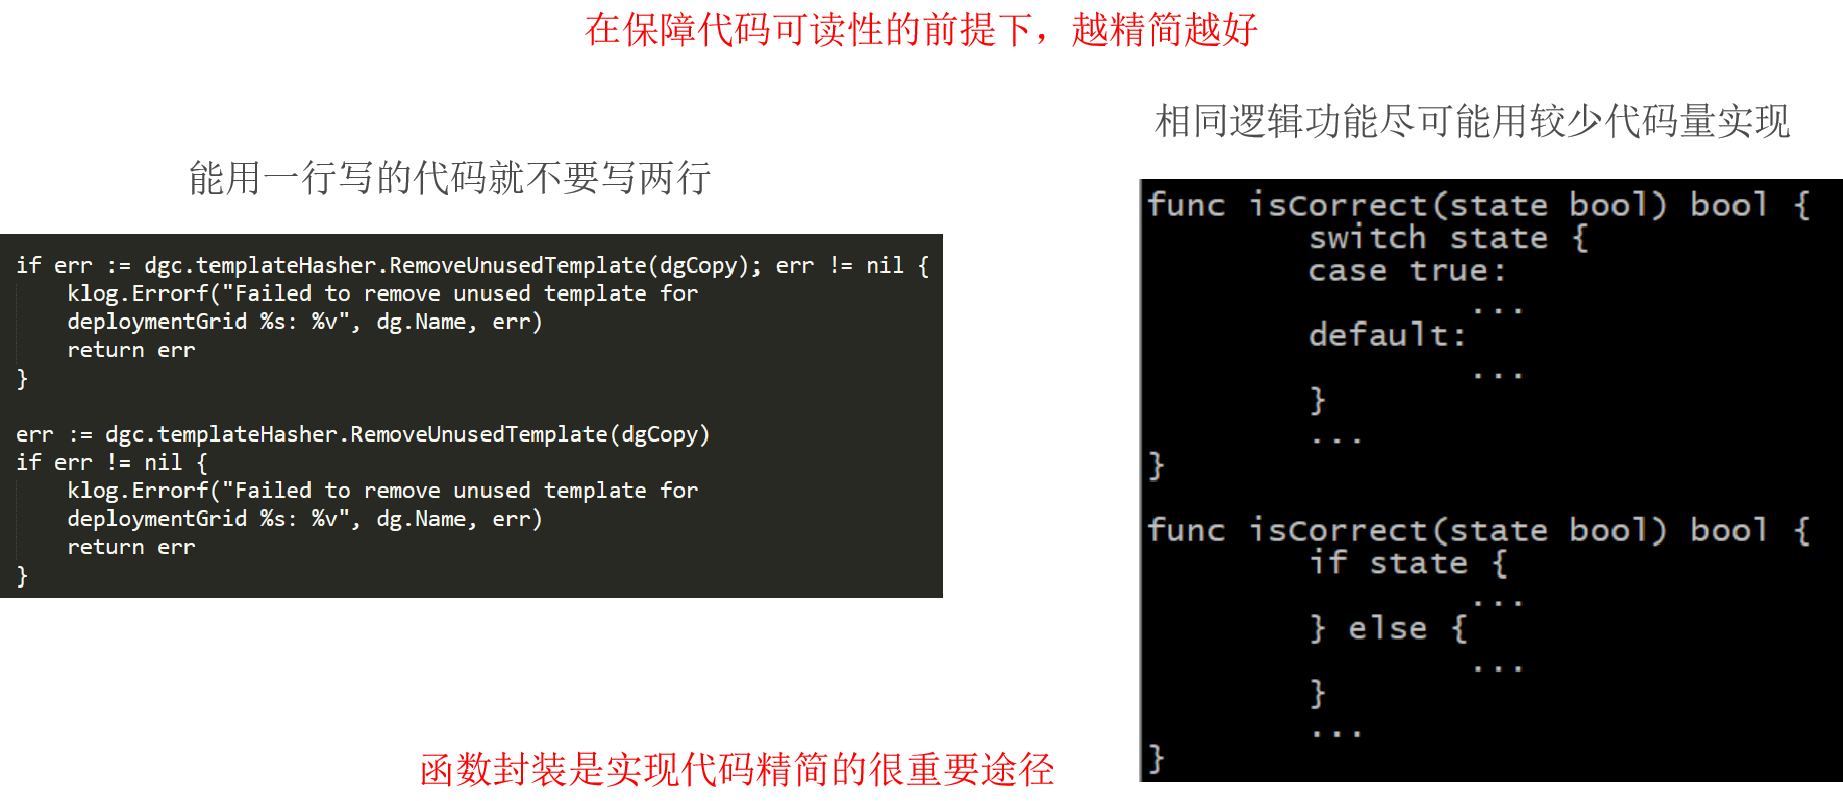 在保障代码可读性的前提下，越精简越好
相同逻辑功能尽可能用较少代码量实现
能用一行写的代码就不要写两行
if err := dgc.templateHasher.RemoveUnusedTemplate(dgCopy); err != nil {
    klog.Errorf("Failed to remove unused template for
    deploymentGrid %s: %v", dg.Name, err)
    return err
}
err := dgc.templateHasher.RemoveUnusedTemplate(dgCopy)
if err != nil {
    klog.Errorf("Failed to remove unused template for
    deploymentGrid %s: %v", dg.Name, err)
    return err
}
func isCorrect(state bool) bool {
        switch state {
        case true:
                ...
        default:
                ...
        }
        ...
}
func isCorrect(state bool) bool {
        if state {
                ...
        } else {
                ...
        }
        ...
}
函数封装是实现代码精简的很重要途径